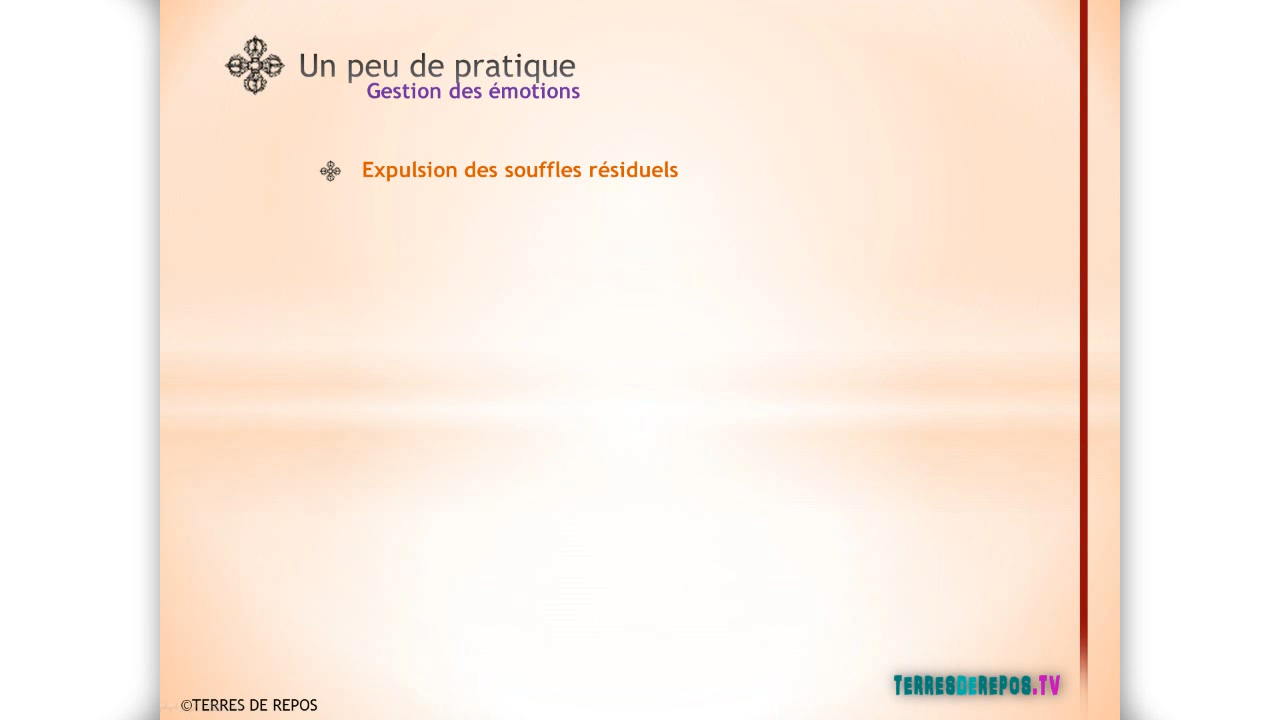 Un peu de pratique
Gestion des émotions
Expulsion des souffles résiduels
TERRESDEREPOS.TV
©TERRES DE REPOS